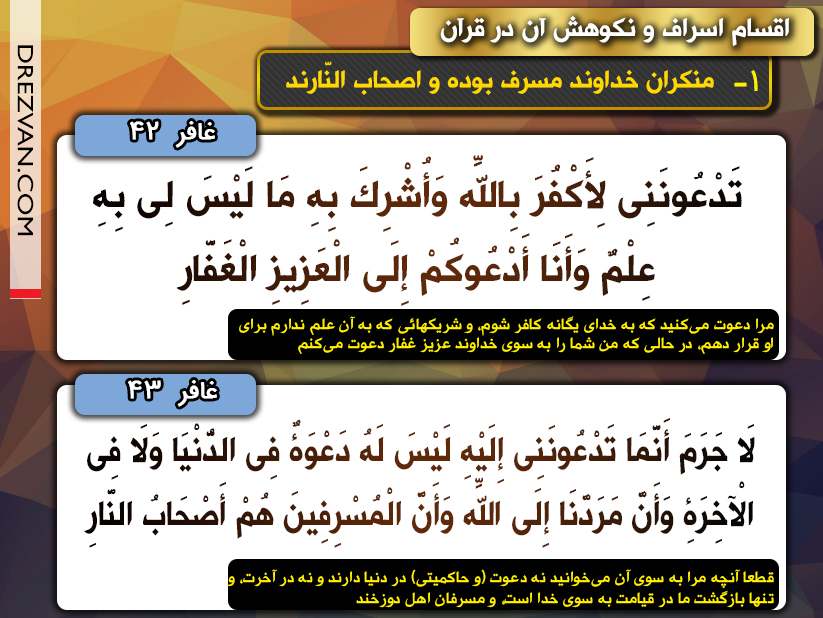 اقسام اسراف و نکوهش آن در قرآن
۱- منکران خداوند مسرف بوده و اصحاب النّارند
غافر ۴۲
تَدْعُونَنِی لِأَكْفُرَ بِاللَّهِ وَأُشْرِكَ بِهِ مَا لَيْسَ لِی بِهِ
عِلْمٌ وَأَنَا أَدْعُوكُمْ إِلَی الْعَزِيزِ الْغَفَّارِ
مرا دعوت می‌کنید که به خدای یگانه کافر شوم، و شریکهائی که به آن علم ندارم برای
او قرار دهم، در حالی که من شما را به سوی خداوند عزیز غفار دعوت می‌کنم
غافر ۴۳
لَا جَرَمَ أَنَّمَا تَدْعُونَنِی إِلَيْهِ لَيْسَ لَهُ دَعْوَهٌ فِی الدُّنْيَا وَلَا فِی
الْآخِرَهِ وَأَنَّ مَرَدَّنَا إِلَی اللَّهِ وَأَنَّ الْمُسْرِفِينَ هُمْ أَصْحَابُ النَّارِ
قطعا آنچه مرا به سوی آن می‌خوانید نه دعوت (و حاکمیتی) در دنیا دارند و نه در آخرت، و
تنها بازگشت ما در قیامت به سوی خدا است، و مسرفان اهل دوزخند
DREZVAN.COM